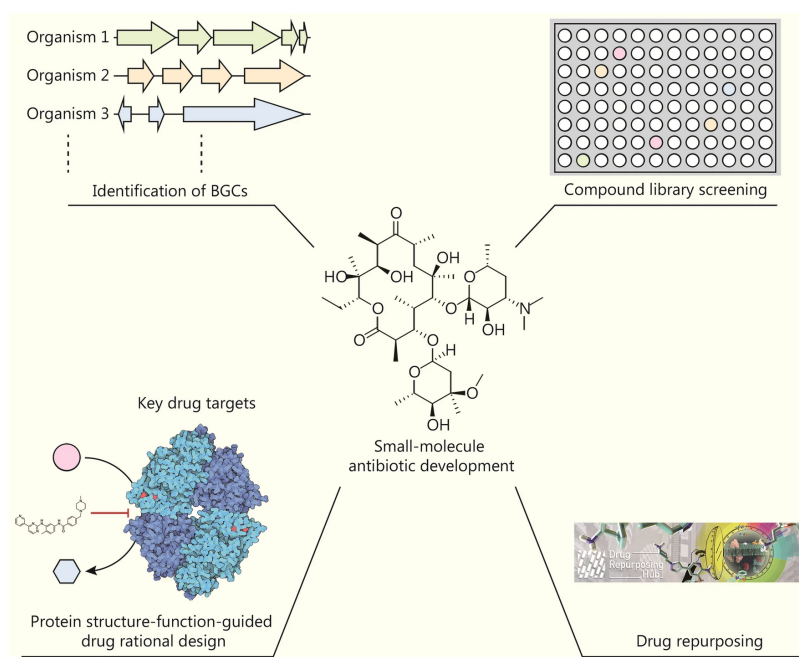 Organism 1
Organism 2
Organism 3
Identification of BGCs
Compound library screening
O
HO
OH
OH
O
O
O
O
O
H
OH
N
H
O
O
OH
Small-molecule
antibiotic development
Key drug targets
Protein structure-function-guided
drug rational design
Drug
Repurposing
Hub
Drug repurposing